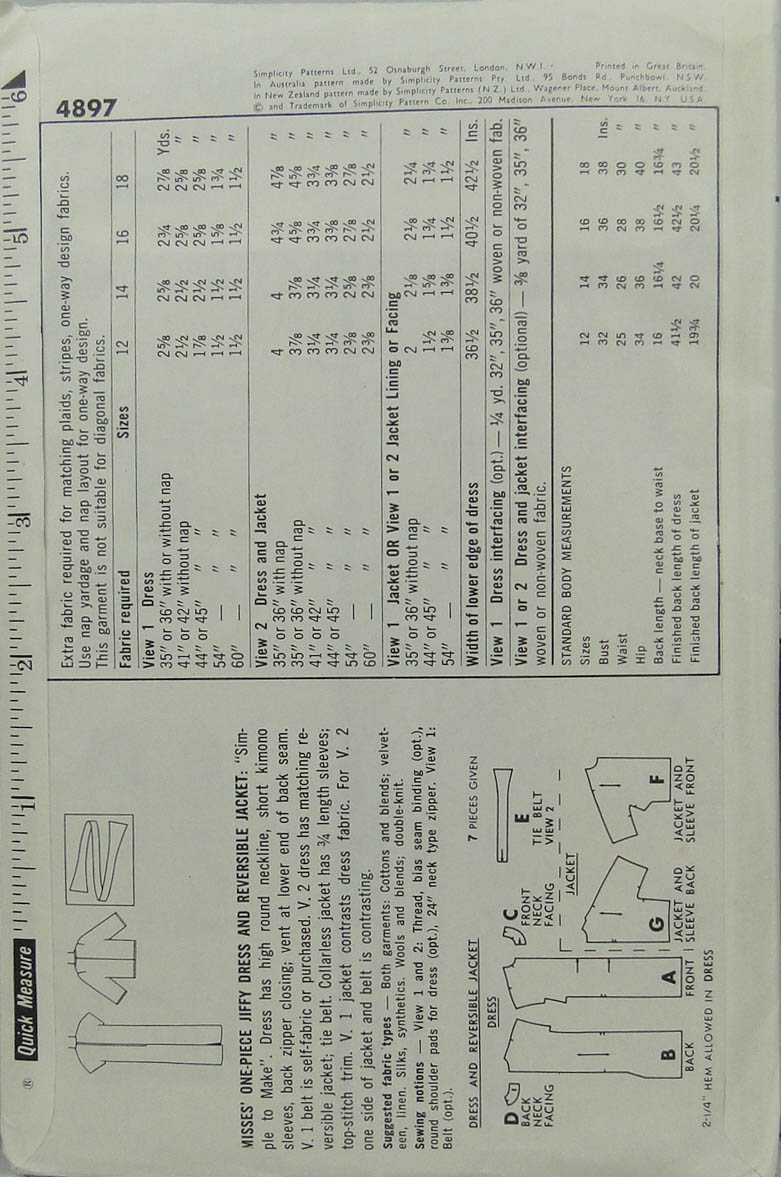 ® Quick Measure 1 2 3 4 5 6
4897
Simplicity Patterns Ltd., 52 Osnaburgh Street, London, N.W.1. - Printed in Great Britain.
In Australia pattern made by Simplicity Patterns Pty Ltd., 95 Bonds Rd, Punchbowl, N S W
In New Zealand pattern made by Simplicity Patterns (N.Z.) Ltd., Wagener Place, Mount Albert, Auckland
© and Trademark of Simplicity Pattern Co. Inc., 200 Madison Avenue, New York 16, N.Y U.S.A
MISSES' ONE-PIECE JIFFY DRESS AND REVERSIBLE JACKET: "Sim-
ple to Make". Dress has high round neckline, short kimono
sleeves, back zipper closing; vent at lower end of back seam.
V. 1 belt is self-fabric or purchased. V. 2 dress has matching re-
versible jacket; tie belt. Collarless jacket has ¾ length sleeves;
top-stitch trim. V. 1 jacket contrasts dress fabric. For V. 2
one side of jacket and belt is contrasting.
Suggested fabric types — Both garments: Cottons and blends; velvet-
een, linen. Silks, synthetics. Wools and blends; double-knit.
Sewing notions — View 1 and 2: Thread, bias seam binding (opt.),
round shoulder pads for dress (opt.), 24" neck type zipper. View 1:
Belt (opt.).
DRESS AND REVERSIBLE JACKET 7 PIECES GIVEN
DRESS
D
BACK
NECK
FACING
B
BACK
A
FRONT
C
FRONT
NECK
FACING
E
TIE BELT
VIEW 2
JACKET
G
JACKET AND
SLEEVE BACK
F
JACKET AND
SLEEVE FRONT
2-1/4" HEM ALLOWED IN DRESS
Extra fabric required for matching plaids, stripes, one-way design fabrics.
Use nap yardage and nap layout for one-way design.
This garment is not suitable for diagonal fabrics.
Fabric required Sizes 12 14 16 18
View 1 Dress
35" or 36" with or without nap 2⅝ 2⅝ 2¾ 2⅞ Yds.
41" or 42" without nap 2½ 2½ 2⅝ 2⅝ "
44" or 45" " " 1⅞ 2½ 2⅝ 2⅝ "
54" — " 1½ 1½ 1⅝ 1¾ "
60" — " 1½ 1½ 1½ 1½ "
View 2 Dress and Jacket
35" or 36" with nap 4 4 4¾ 4⅞ "
35" or 36" without nap 3⅞ 3⅞ 4⅝ 4⅝ "
41" or 42" " " 3¼ 3¼ 3¾ 3¾ "
44" or 45" " " 3¼ 3¼ 3⅜ 3⅜ "
54" — " 2⅜ 2⅝ 2⅞ 2⅞ "
60" — " 2⅜ 2⅜ 2½ 2½ "
View 1 Jacket OR View 1 or 2 Jacket Lining or Facing
35" or 36" without nap 2 2⅛ 2⅛ 2¼ "
44" or 45" " " 1½ 1⅝ 1¾ 1¾ "
54" — " 1⅜ 1⅜ 1½ 1½ "
Width of lower edge of dress 36½ 38½ 40½ 42½ Ins.
View 1 Dress interfacing (opt.) — ¼ yd. 32", 35", 36" woven or non-woven fab.
View 1 or 2 Dress and jacket interfacing (optional) — ⅜ yard of 32", 35", 36"
woven or non-woven fabric.
STANDARD BODY MEASUREMENTS
Sizes 12 14 16 18
Bust 32 34 36 38 Ins.
Waist 25 26 28 30 "
Hip 34 36 38 40 "
Back length — neck base to waist 16 16¼ 16½ 16¾ "
Finished back length of dress 41½ 42 42½ 43 "
Finished back length of jacket 19¾ 20 20¼ 20½ "